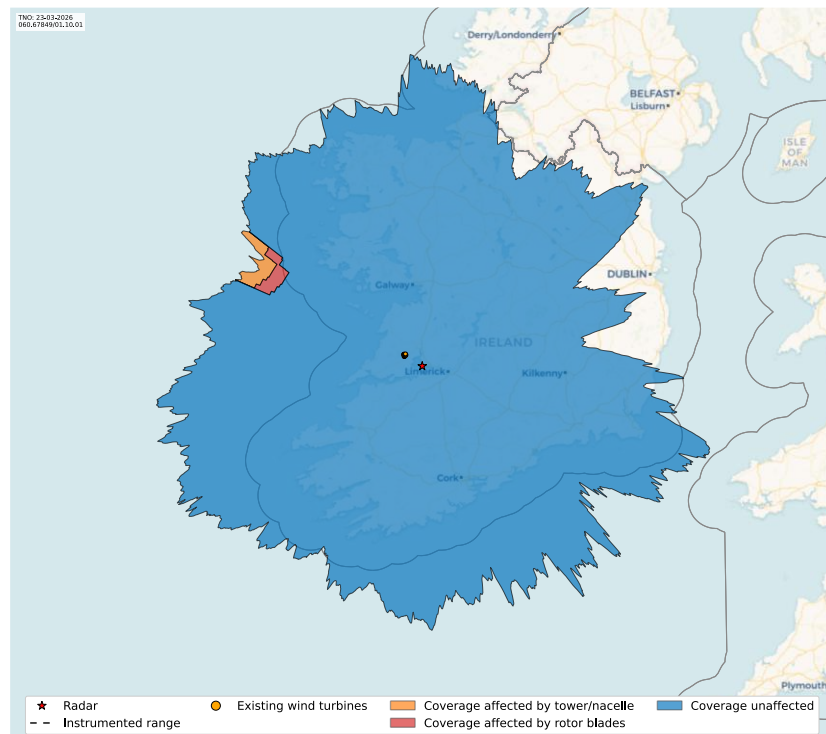 TNO: 23-03-2026
060.67849/01.10.01
Derry/Londonderry
BELFAST
Lisburn
ISLE
OF
MAN
DUBLIN
Galway
IRELAND
Limerick
Kilkenny
Cork
Plymouth
Radar
Existing wind turbines
Coverage affected by tower/nacelle
Coverage unaffected
Instrumented range
Coverage affected by rotor blades